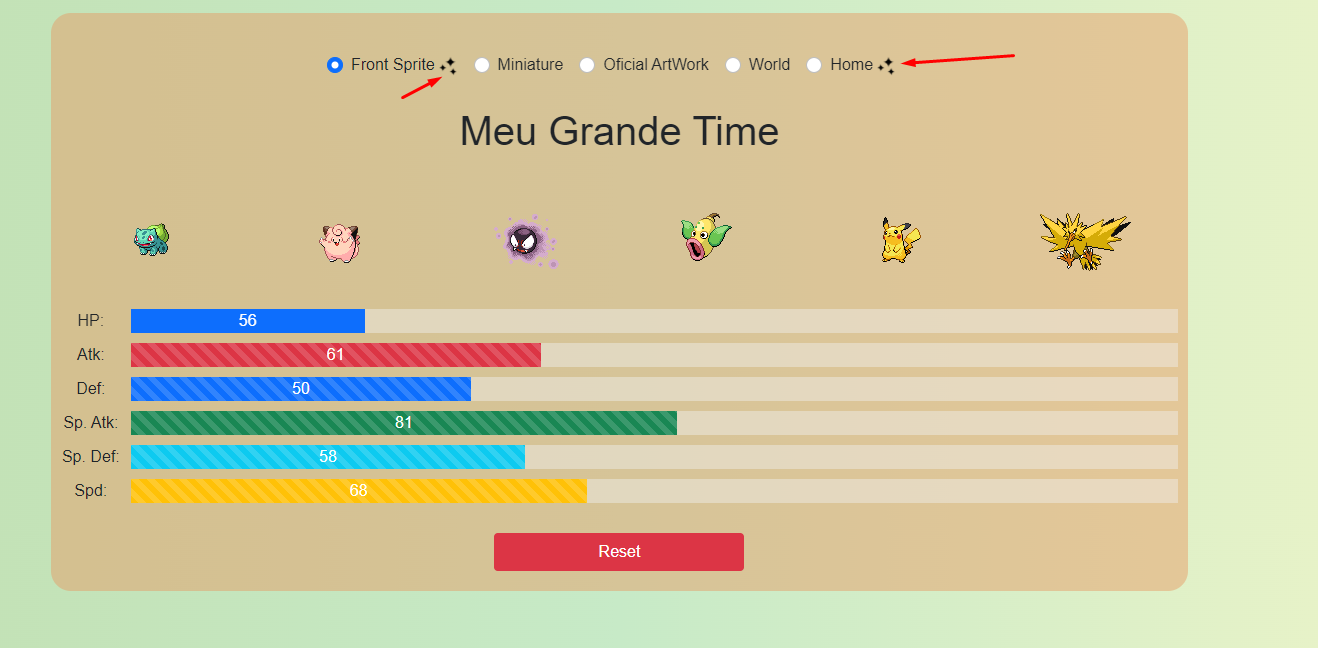 Front Sprite Miniature Oficial ArtWork World Home
Meu Grande Time
HP: 56
Atk: 61
Def: 50
Sp. Atk: 81
Sp. Def: 58
Spd: 68
Reset